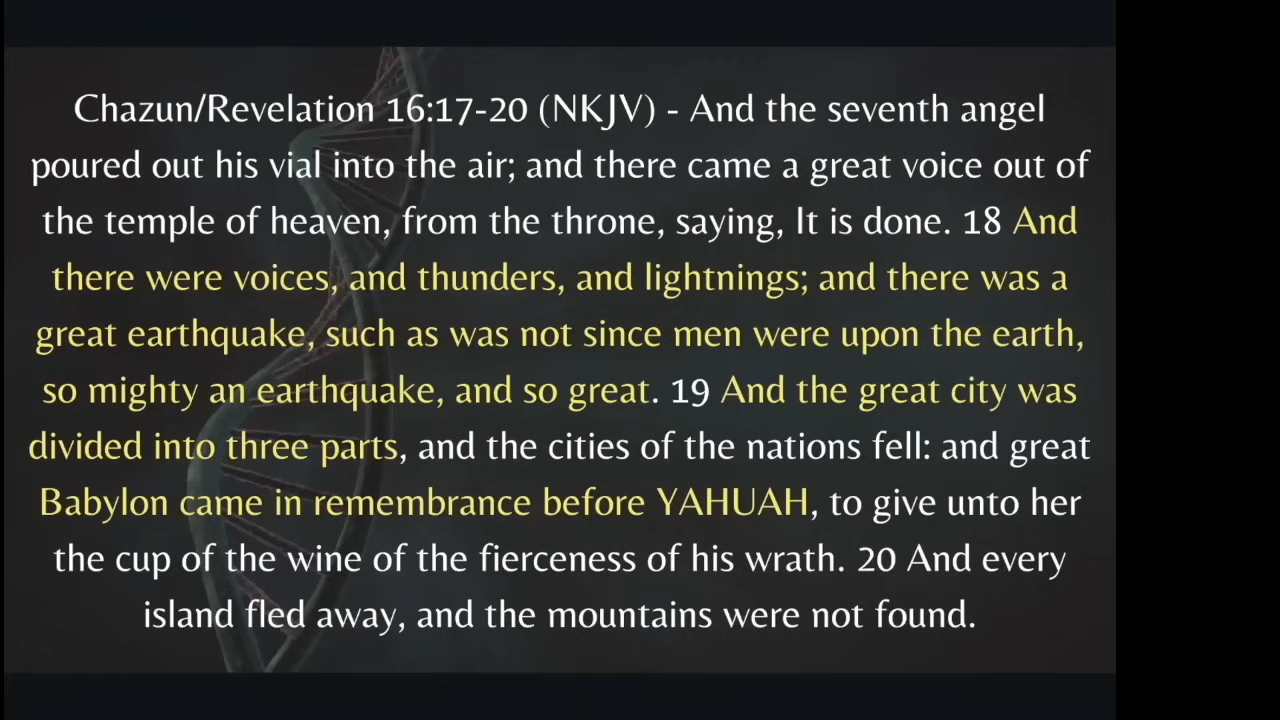 Chazun/Revelation 16:17-20 (NKJV) - And the seventh angel
poured out his vial into the air; and there came a great voice out of
the temple of heaven, from the throne, saying, It is done. 18 And
there were voices, and thunders, and lightnings; and there was a
great earthquake, such as was not since men were upon the earth,
so mighty an earthquake, and so great. 19 And the great city was
divided into three parts, and the cities of the nations fell: and great
Babylon came in remembrance before YAHUAH, to give unto her
the cup of the wine of the fierceness of his wrath. 20 And every
island fled away, and the mountains were not found.